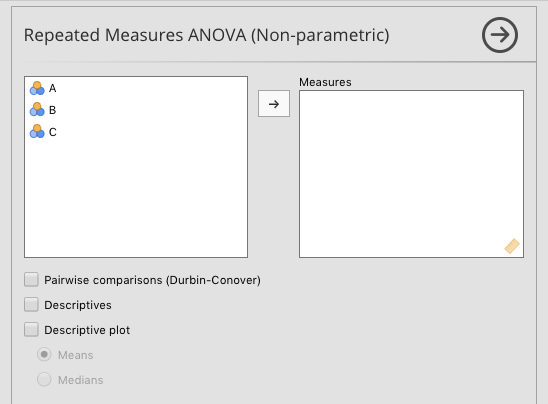 Repeated Measures ANOVA (Non-parametric)
A
B
C
Measures
Pairwise comparisons (Durbin-Conover)
Descriptives
Descriptive plot
Means
Medians